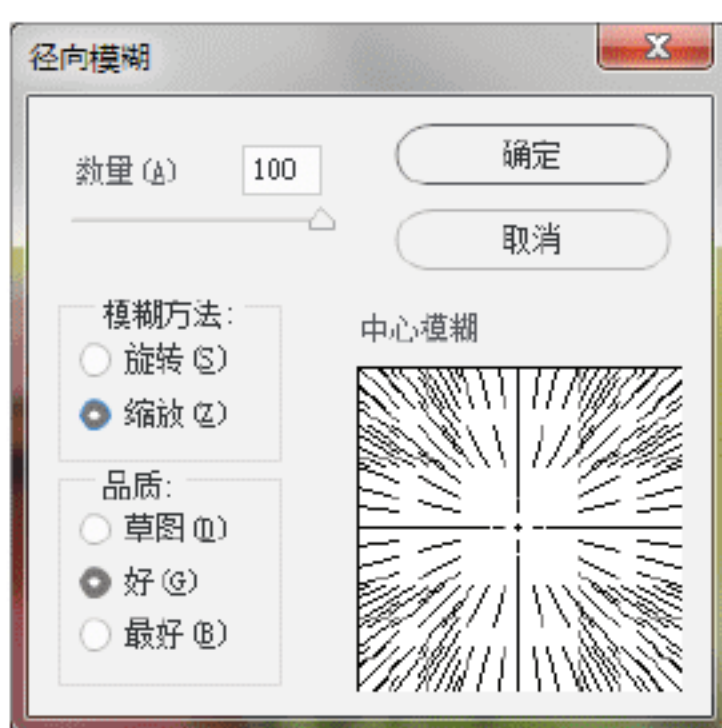 径向模糊
数量(A) 100
确定
取消
模糊方法:
旋转(S)
缩放(Z)
中心模糊
品质:
草图(D)
好(G)
最好(B)